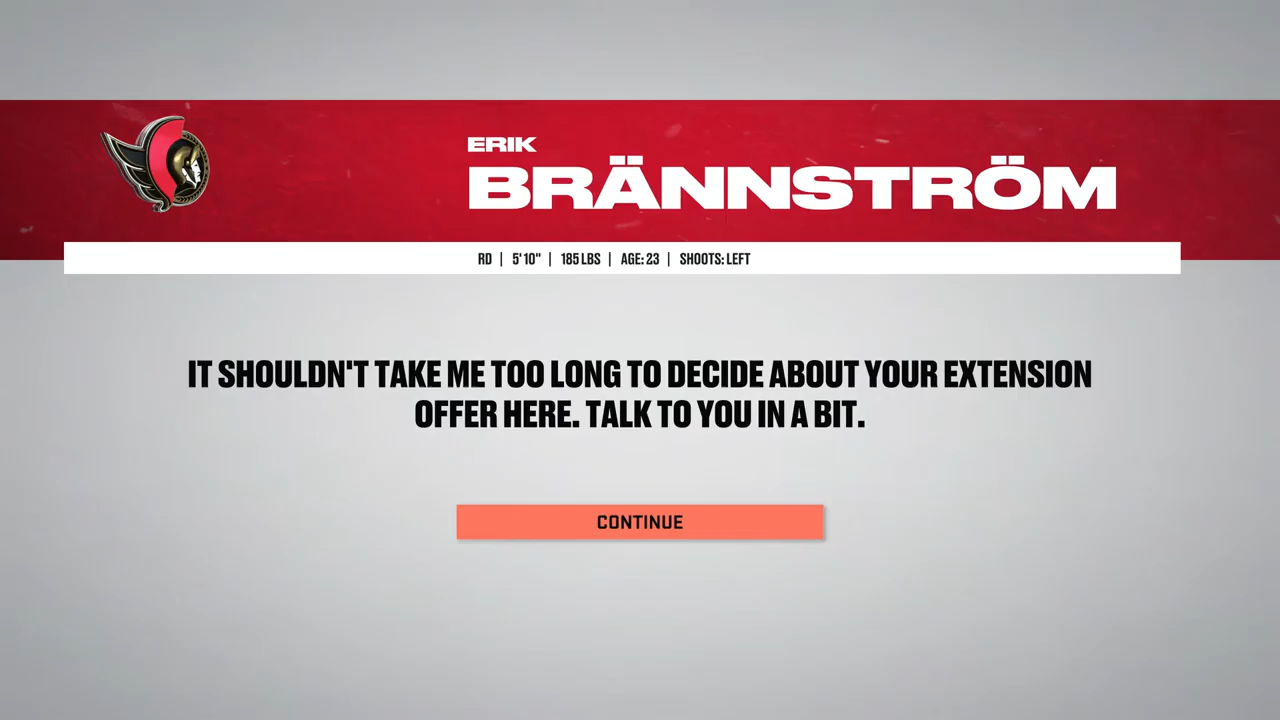 ERIK
BRÄNNSTRÖM
RD | 5'10" | 185 LBS | AGE: 23 | SHOOTS: LEFT
IT SHOULDN'T TAKE ME TOO LONG TO DECIDE ABOUT YOUR EXTENSION
OFFER HERE. TALK TO YOU IN A BIT.
CONTINUE